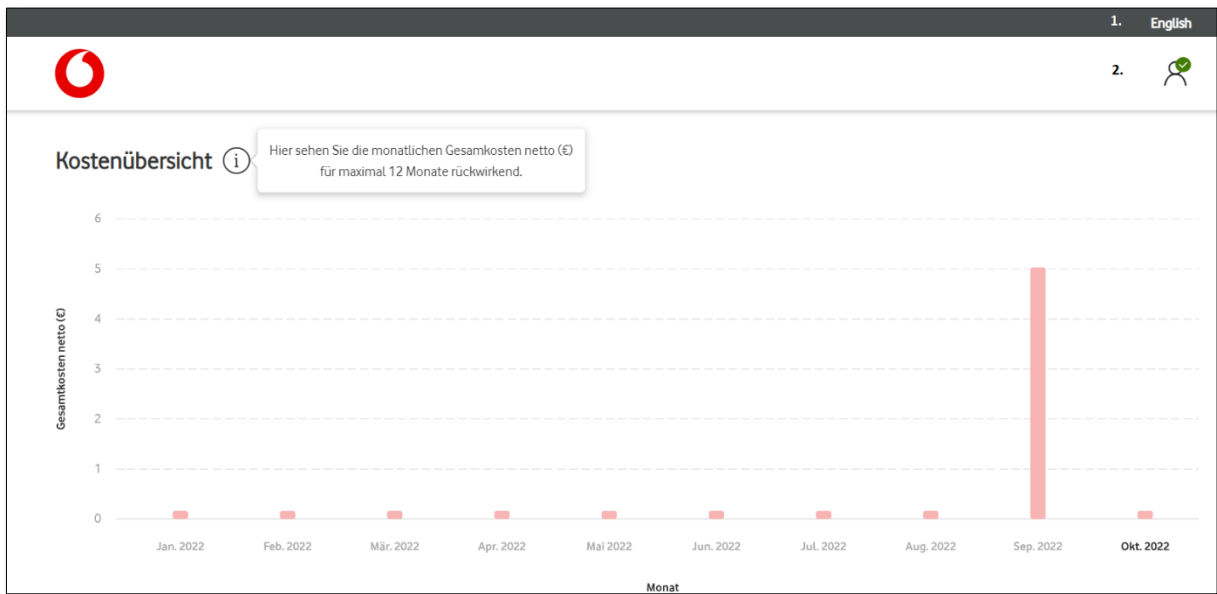 1. English
2.
Kostenübersicht i
Hier sehen Sie die monatlichen Gesamkosten netto (€)
für maximal 12 Monate rückwirkend.
Gesamtkosten netto (€)
6
5
4
3
2
1
0
Jan. 2022 Feb. 2022 Mär. 2022 Apr. 2022 Mai 2022 Jun. 2022 Jul. 2022 Aug. 2022 Sep. 2022 Okt. 2022
Monat